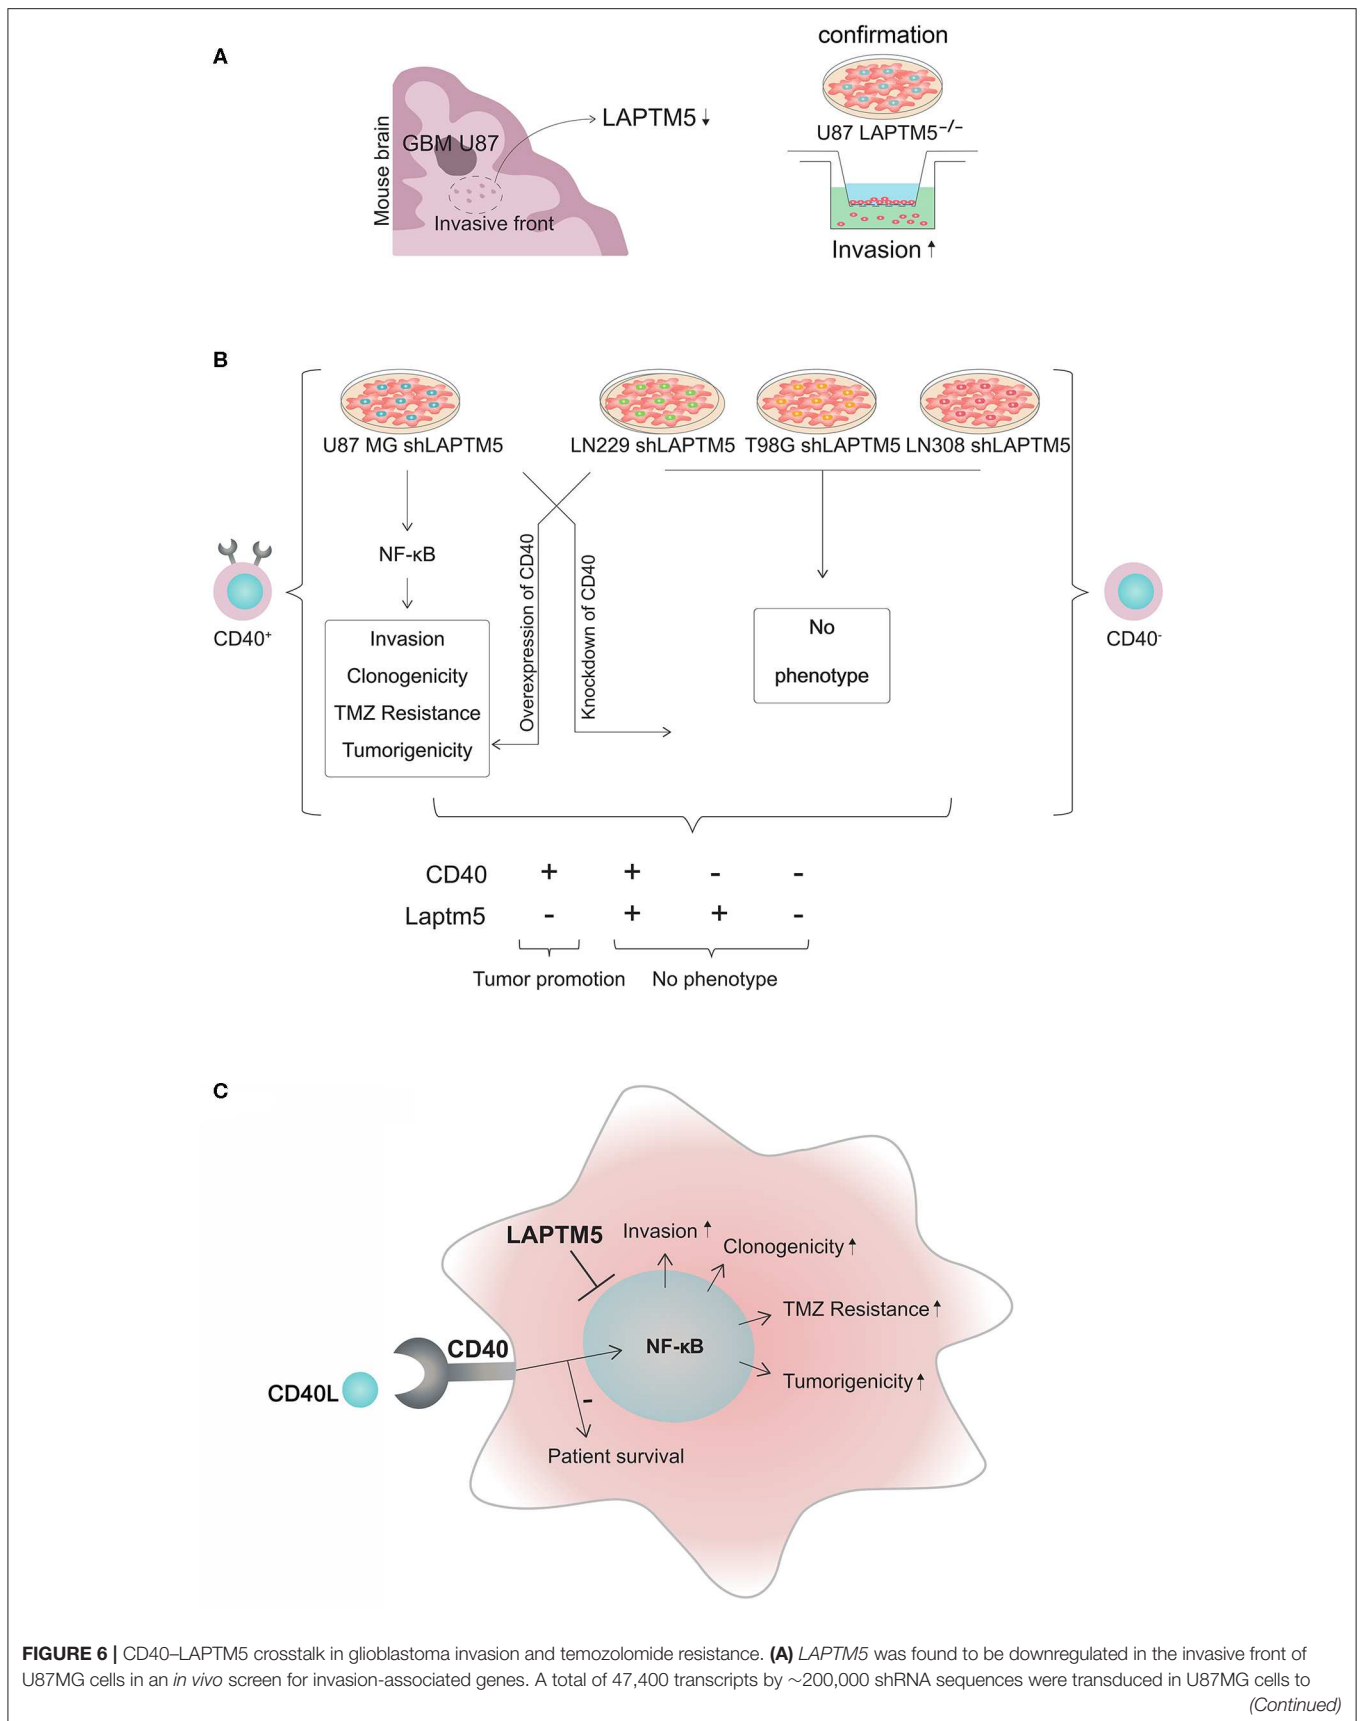 A
Mouse brain
GBM U87
Invasive front
LAPTM5 ↓
confirmation
U87 LAPTM5⁻/⁻
Invasion ↑
B
U87 MG shLAPTM5
LN229 shLAPTM5 T98G shLAPTM5 LN308 shLAPTM5
CD40⁺
NF-κB
Invasion
Clonogenicity
TMZ Resistance
Tumorigenicity
Overexpression of CD40
Knockdown of CD40
No
phenotype
CD40⁻
CD40 + + - -
Laptm5 - + + -
Tumor promotion No phenotype
C
LAPTM5
Invasion ↑
Clonogenicity ↑
TMZ Resistance ↑
Tumorigenicity ↑
NF-κB
CD40
CD40L
-
Patient survival
FIGURE 6 | CD40–LAPTM5 crosstalk in glioblastoma invasion and temozolomide resistance. (A) LAPTM5 was found to be downregulated in the invasive front of
U87MG cells in an in vivo screen for invasion-associated genes. A total of 47,400 transcripts by ∼200,000 shRNA sequences were transduced in U87MG cells to
(Continued)